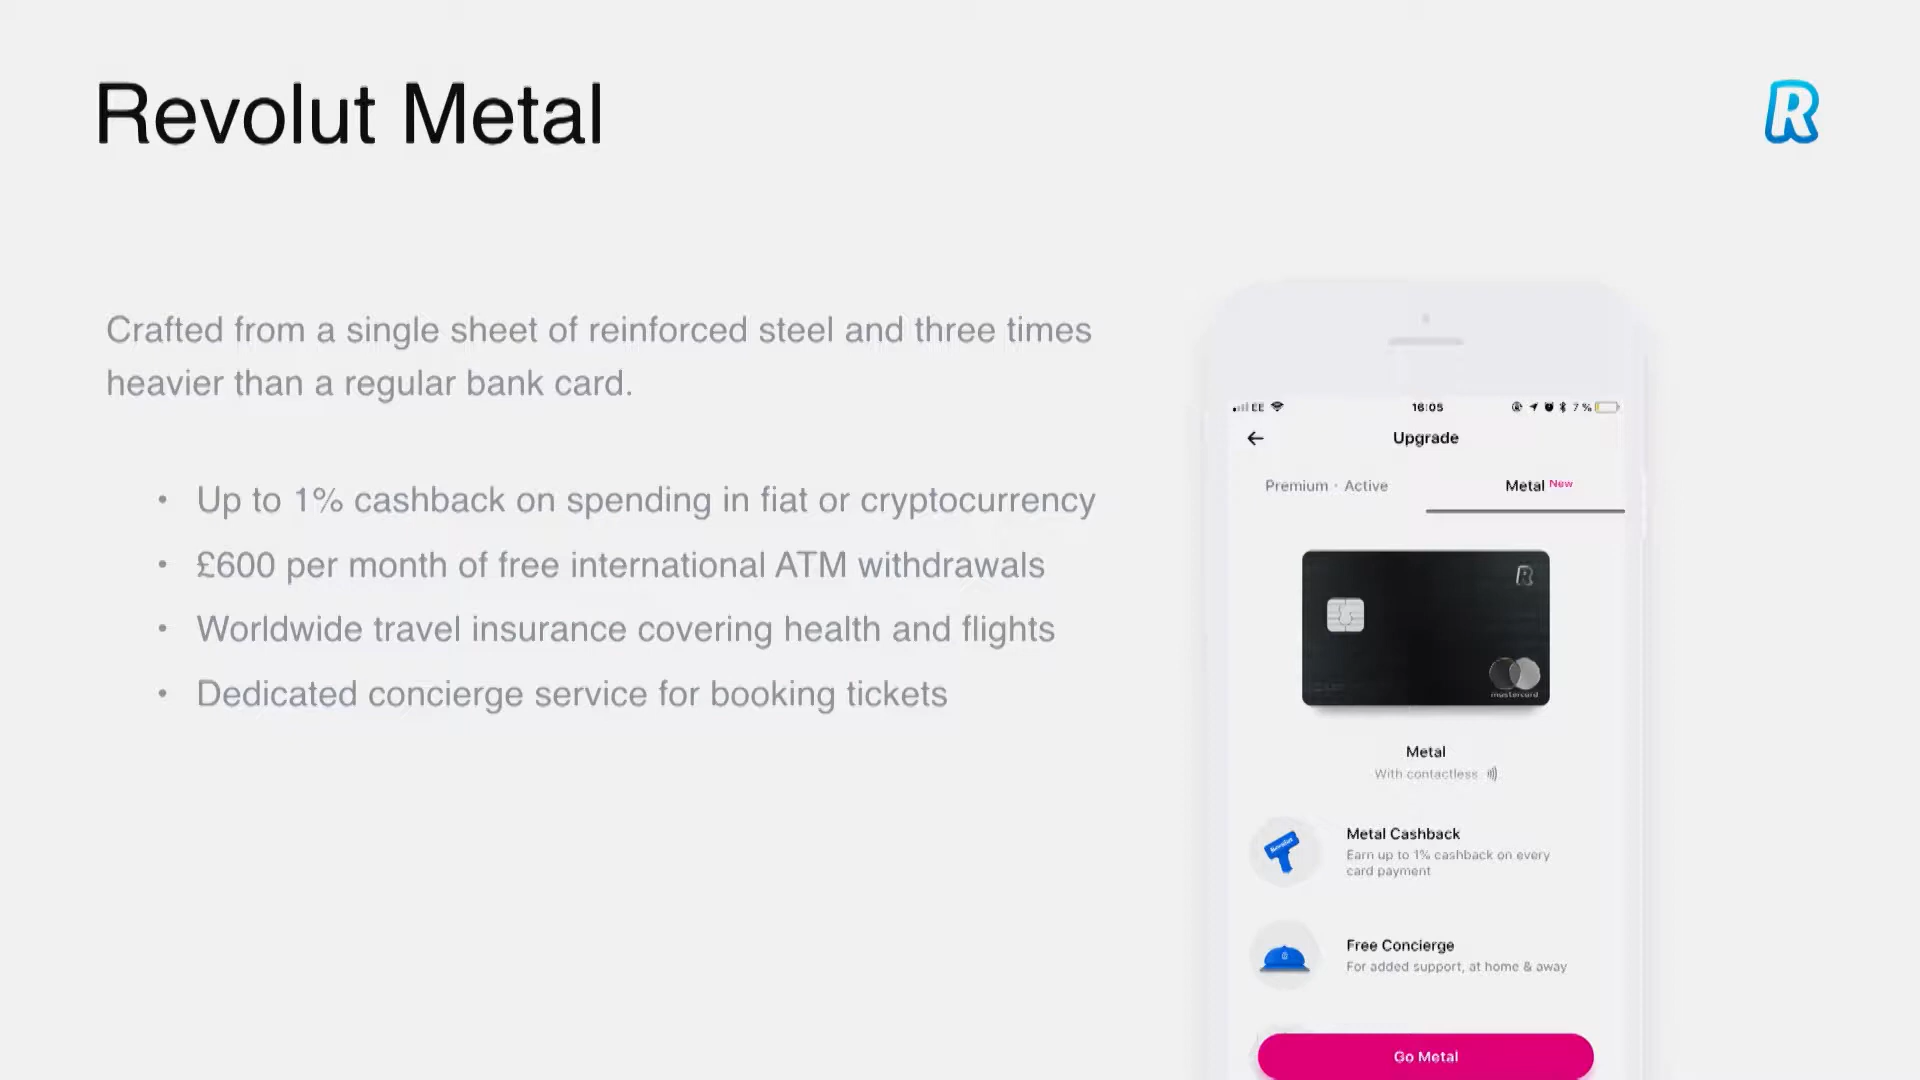 Revolut Metal
R
Crafted from a single sheet of reinforced steel and three times
heavier than a regular bank card.
• Up to 1% cashback on spending in fiat or cryptocurrency
• £600 per month of free international ATM withdrawals
• Worldwide travel insurance covering health and flights
• Dedicated concierge service for booking tickets
EE 16:05 7 %
Upgrade
Premium · Active Metal New
R
mastercard
Metal
With contactless
Revolut
Metal Cashback
Earn up to 1% cashback on every
card payment
Free Concierge
For added support, at home & away
Go Metal